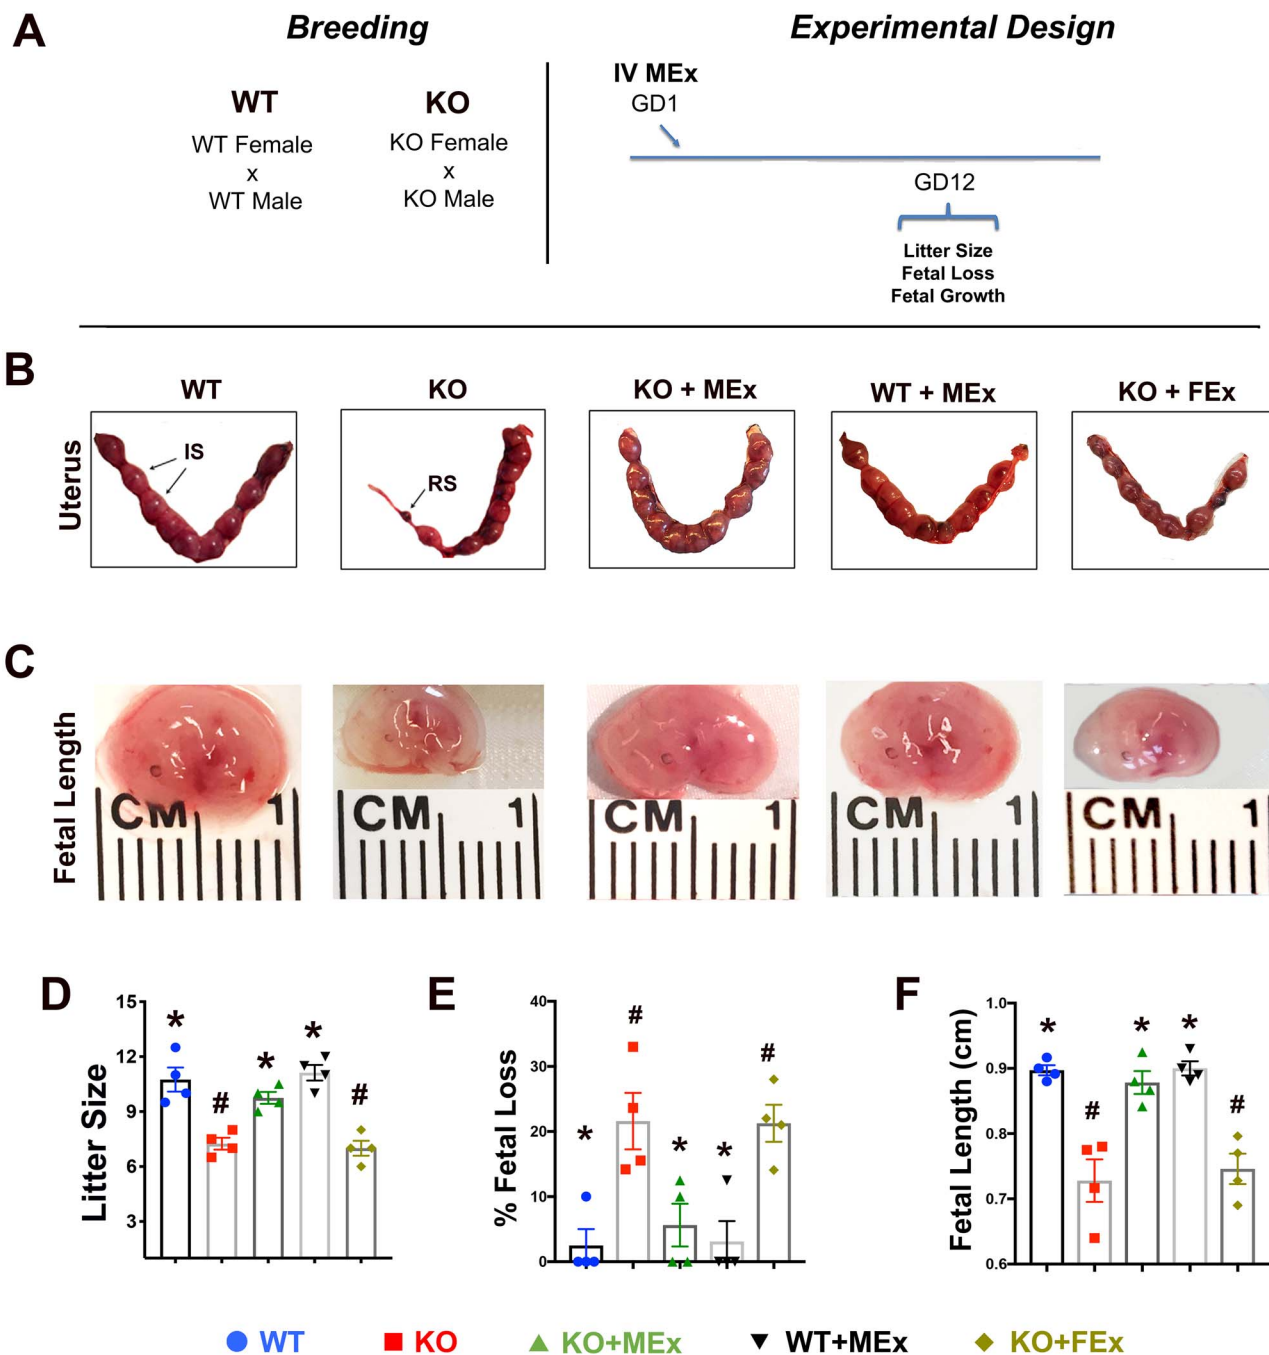 A
Breeding
Experimental Design
WT
WT Female
x
WT Male
KO
KO Female
x
KO Male
IV MEx
GD1
GD12
Litter Size
Fetal Loss
Fetal Growth
B
WT
KO
KO + MEx
WT + MEx
KO + FEx
Uterus
IS
RS
C
Fetal Length
CM 1
CM 1
CM 1
CM 1
CM 1
D
Litter Size
15
12
9
6
3
*
#
*
*
#
E
% Fetal Loss
40
30
20
10
0
*
#
*
*
#
F
Fetal Length (cm)
1.0
0.9
0.8
0.7
0.6
*
#
*
*
#
WT
KO
KO+MEx
WT+MEx
KO+FEx